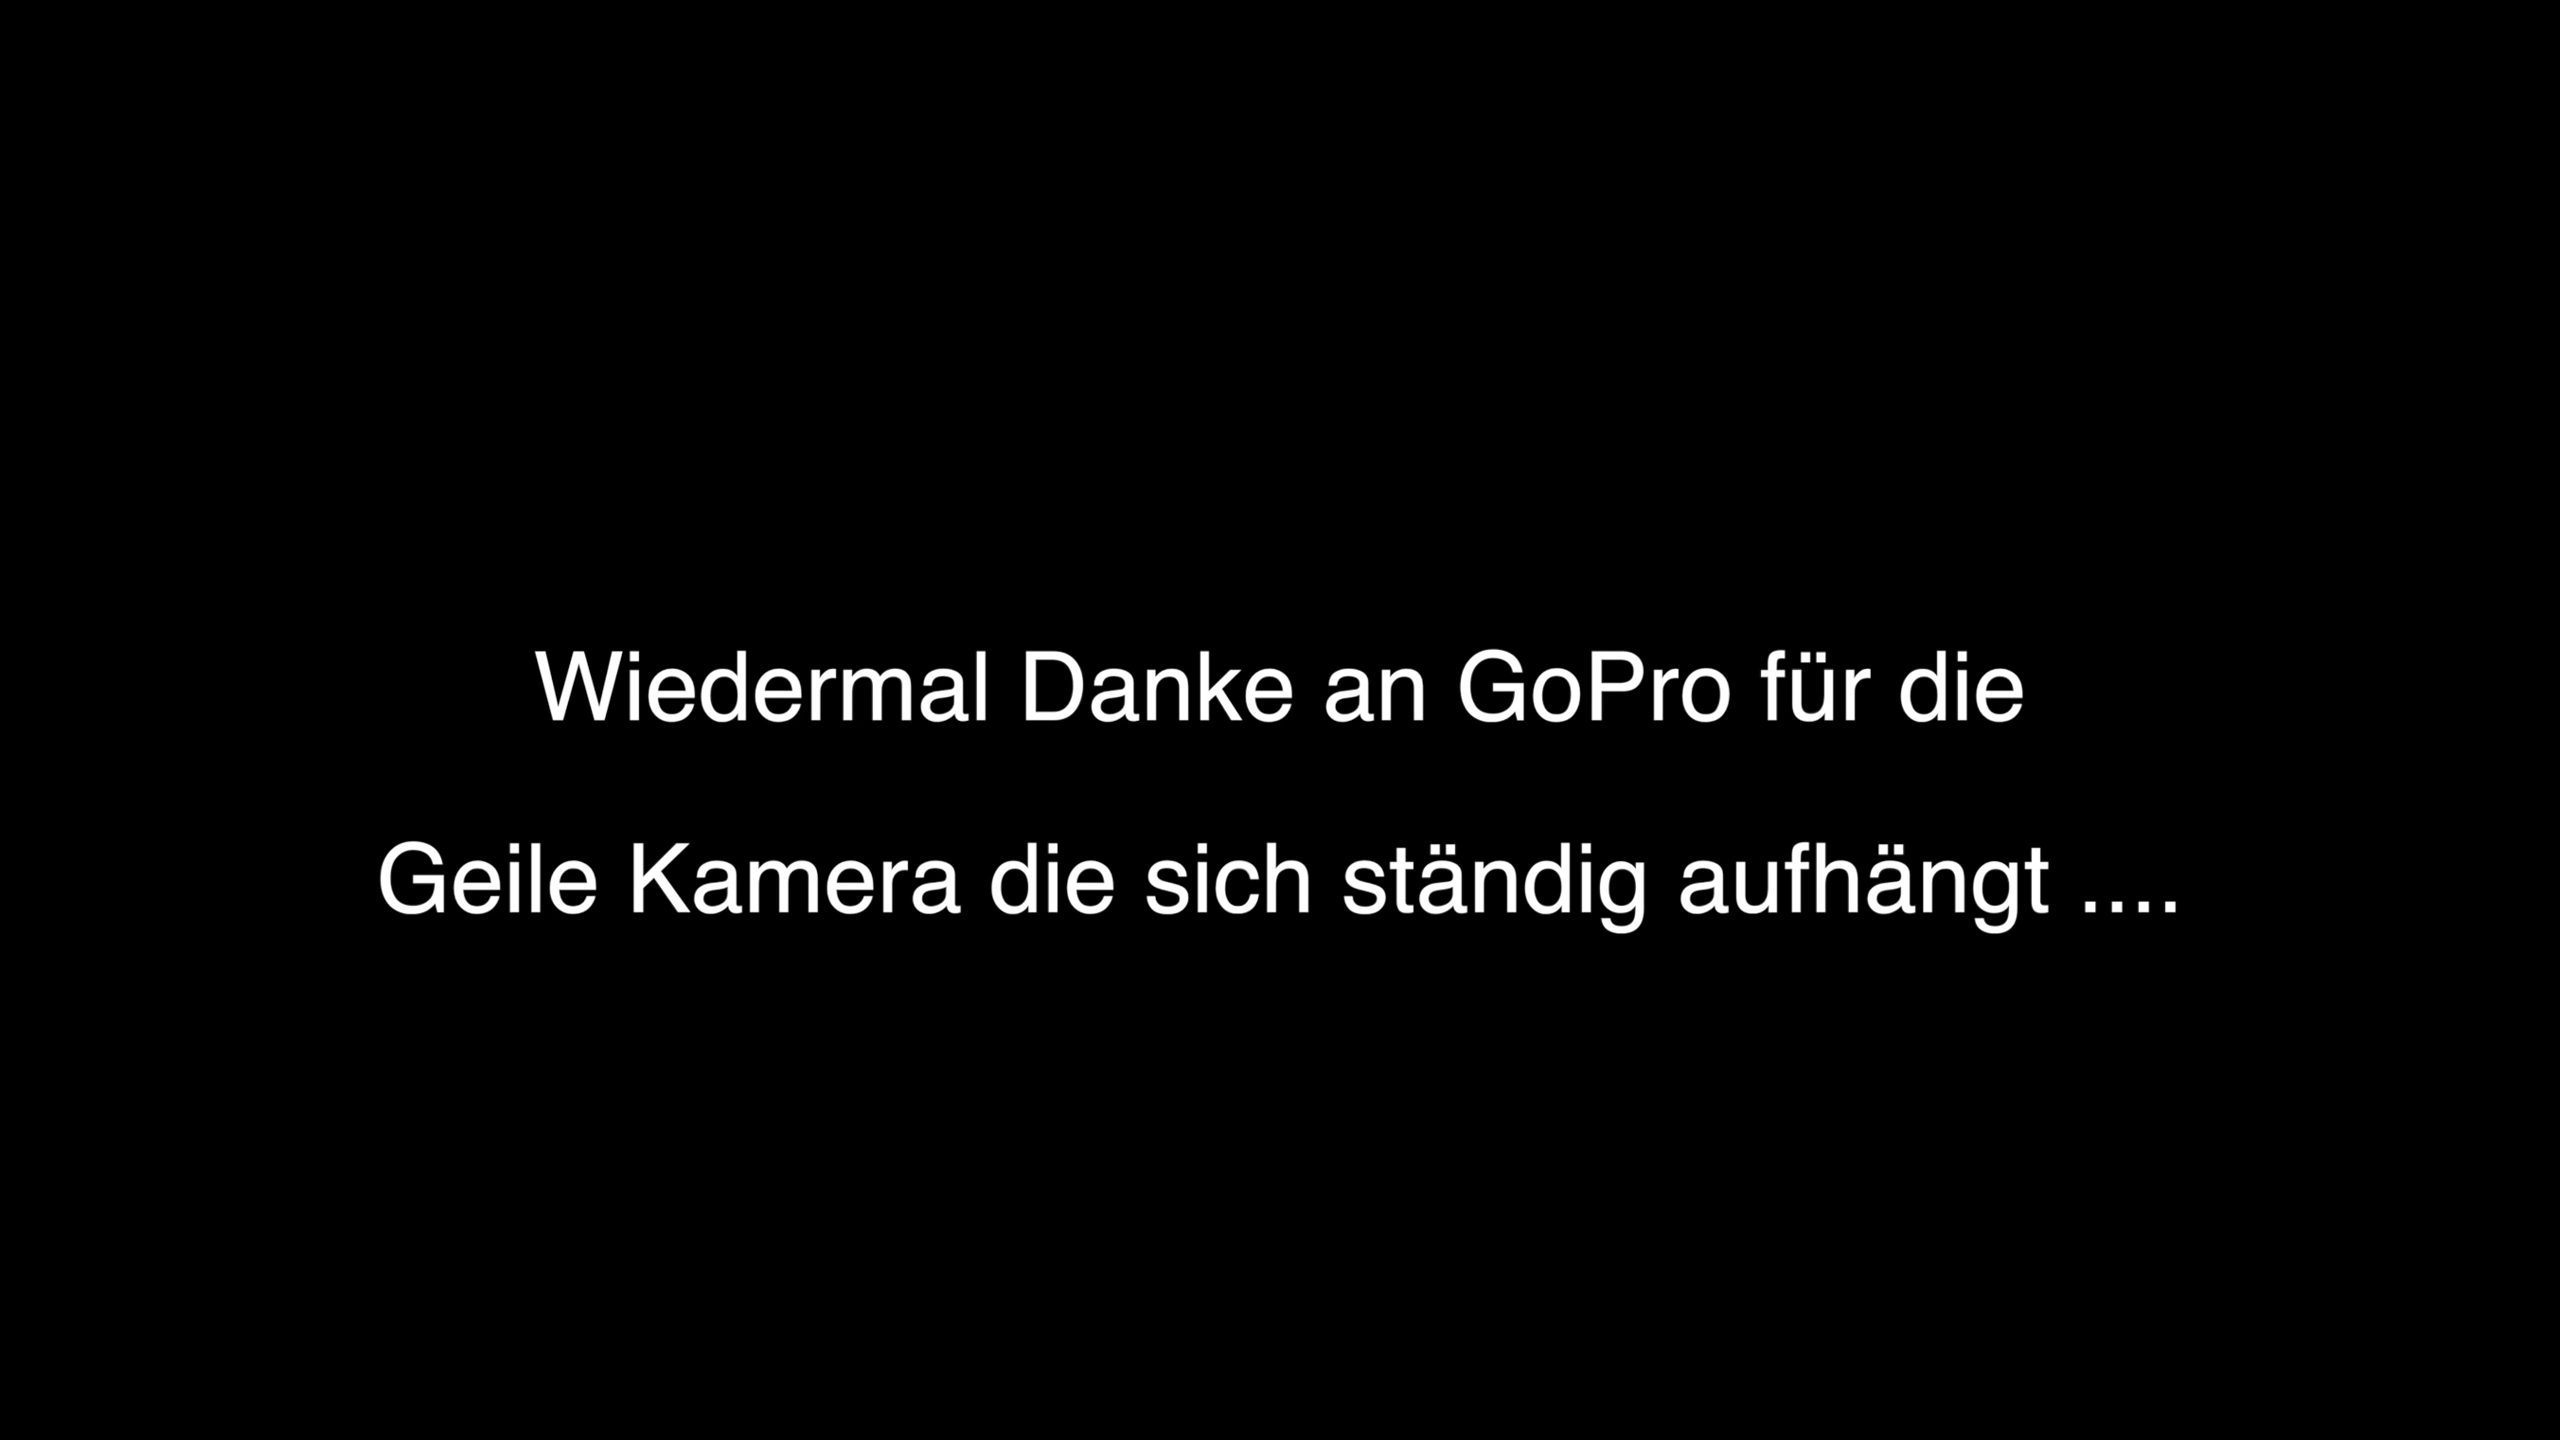 Wiedermal Danke an GoPro für die
Geile Kamera die sich ständig aufhängt ....